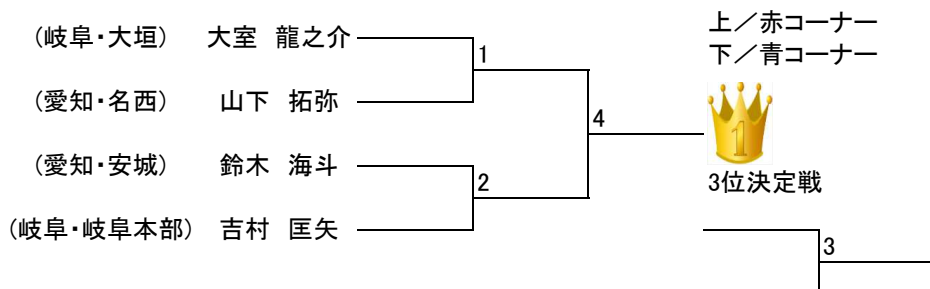 (岐阜・大垣) 大室 龍之介
(愛知・名西) 山下 拓弥
(愛知・安城) 鈴木 海斗
(岐阜・岐阜本部) 吉村 匡矢
1
2
4
上／赤コーナー
下／青コーナー
1
3位決定戦
3